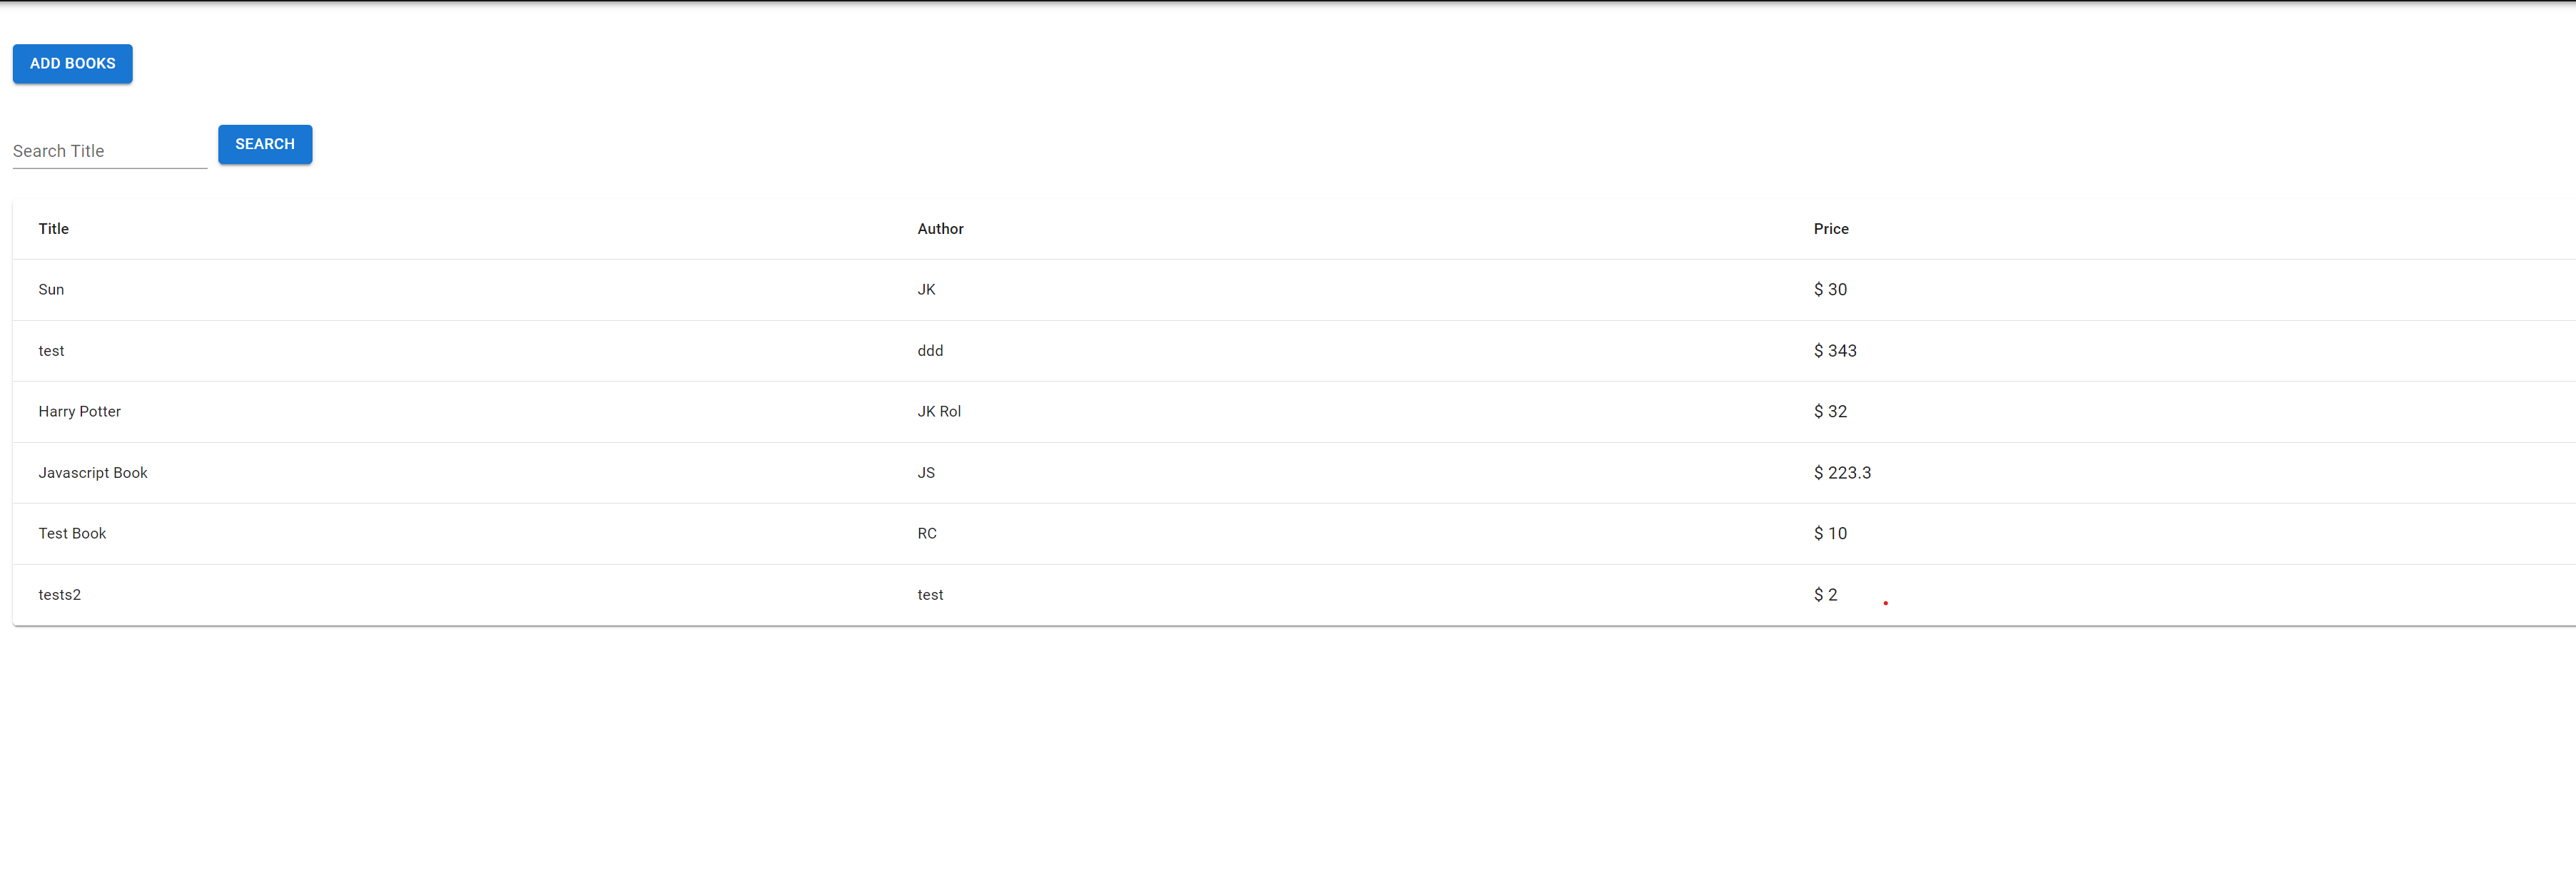 ADD BOOKS
Search Title SEARCH
Title Author Price
Sun JK $ 30
test ddd $ 343
Harry Potter JK Rol $ 32
Javascript Book JS $ 223.3
Test Book RC $ 10
tests2 test $ 2